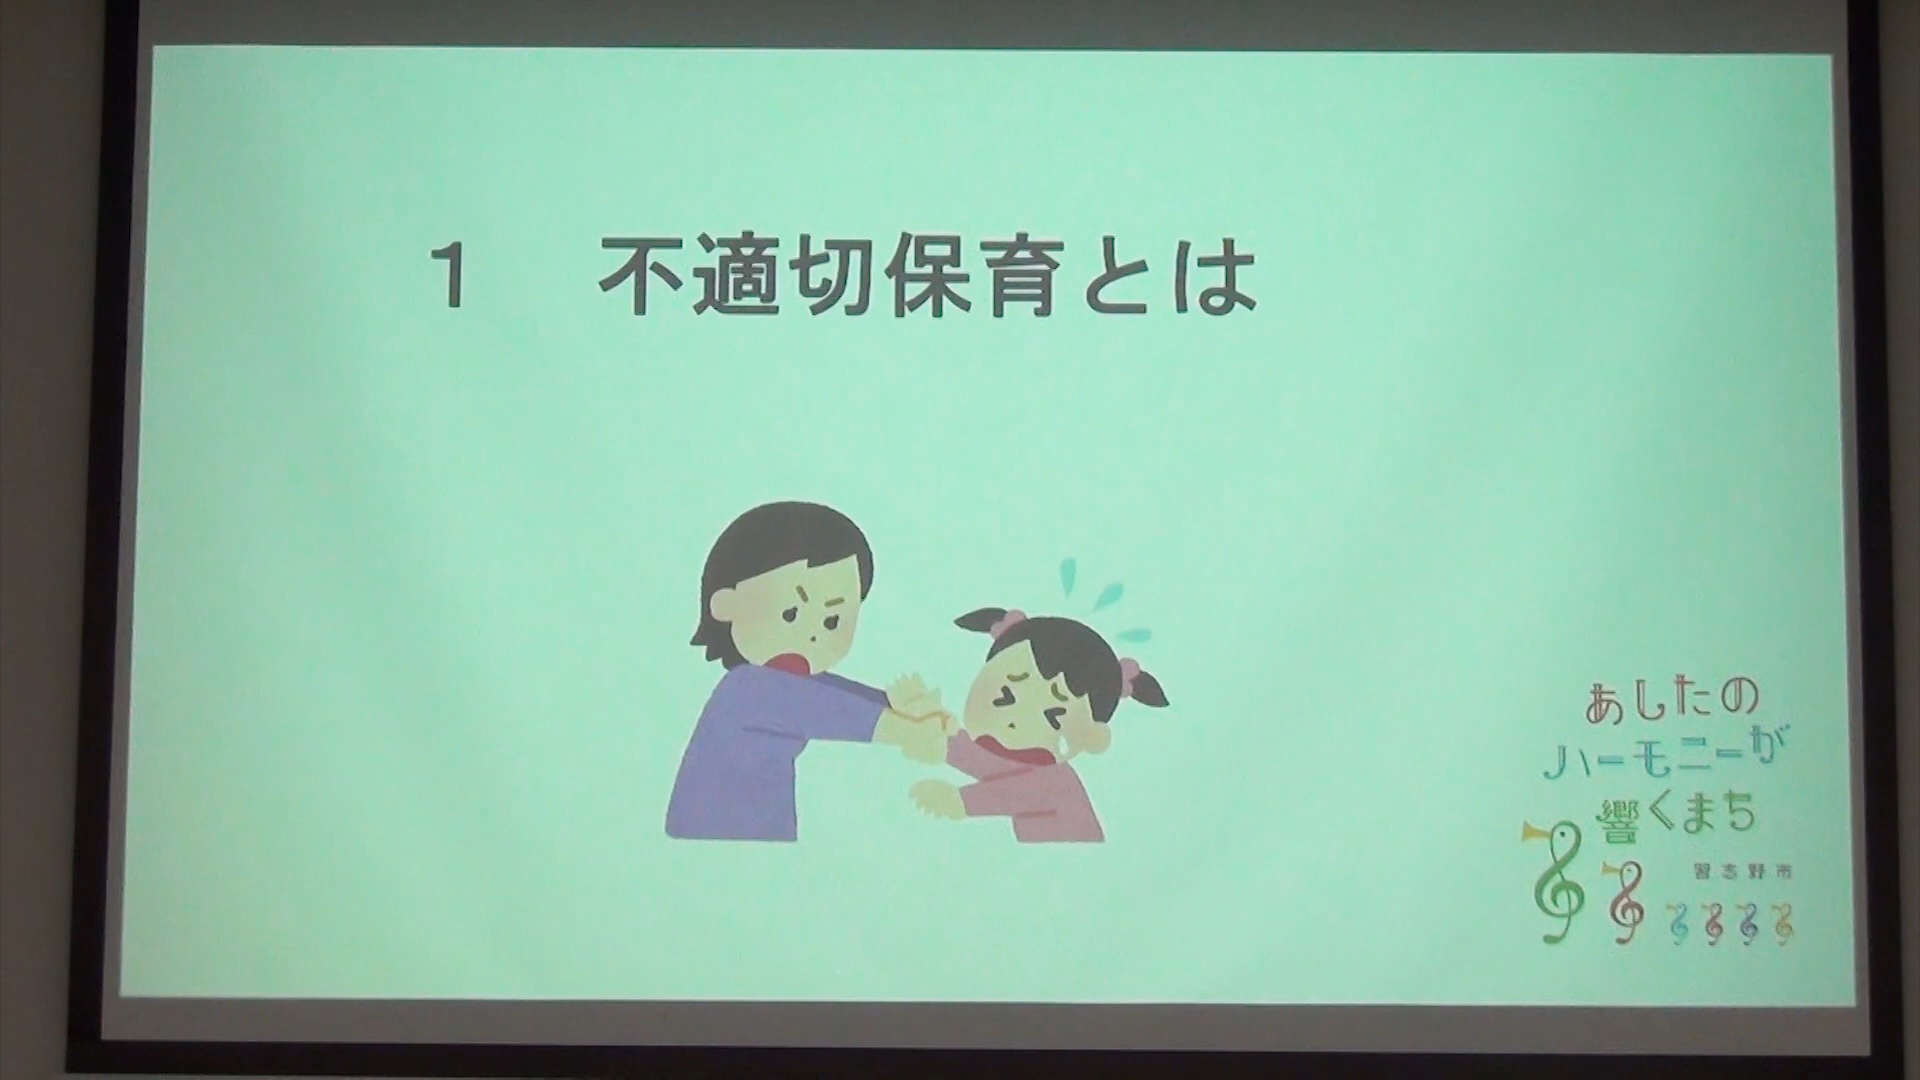 1 不適切保育とは
あしたの
ハーモニーが
響くまち
習志野市